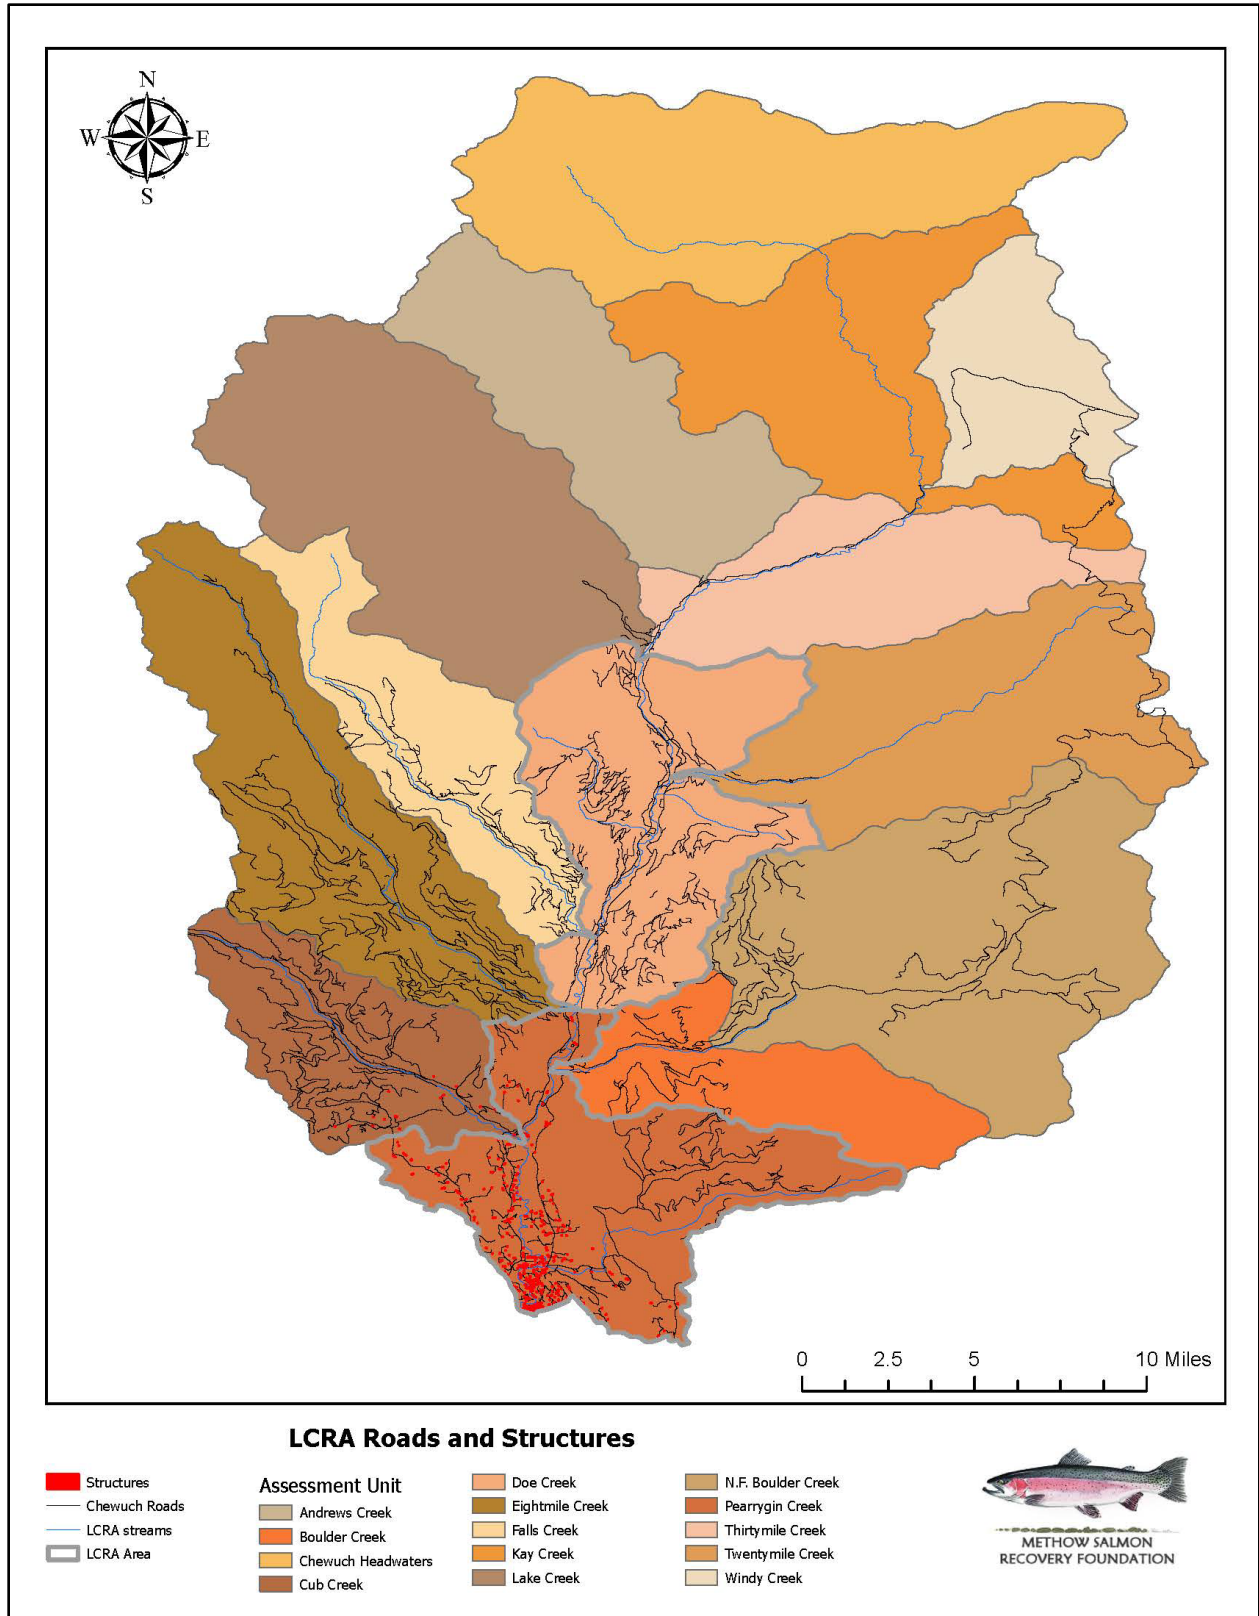 N
W E
S
0 2.5 5 10 Miles
LCRA Roads and Structures
Structures
Chewuch Roads
LCRA streams
LCRA Area
Assessment Unit
Andrews Creek
Boulder Creek
Chewuch Headwaters
Cub Creek
Doe Creek
Eightmile Creek
Falls Creek
Kay Creek
Lake Creek
N.F. Boulder Creek
Pearrygin Creek
Thirtymile Creek
Twentymile Creek
Windy Creek
METHOW SALMON
RECOVERY FOUNDATION